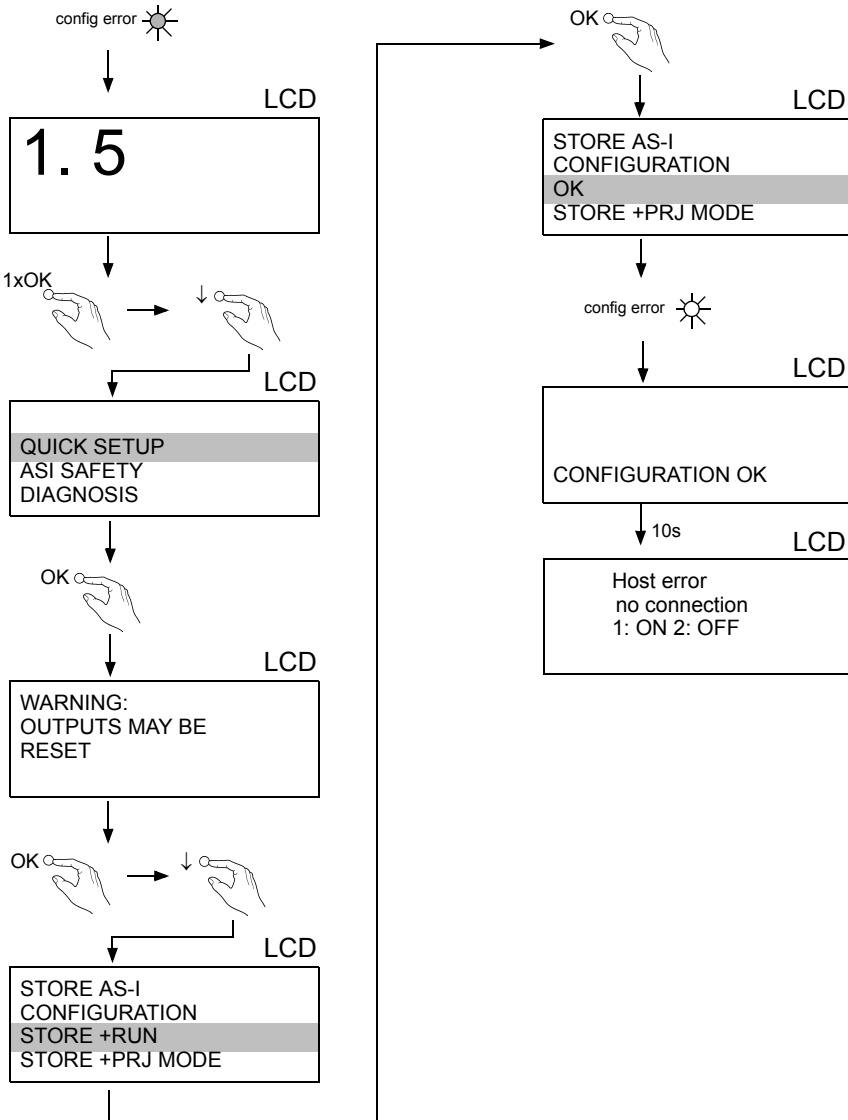 config error
LCD
1. 5
1xOK
↓
LCD
QUICK SETUP
ASI SAFETY
DIAGNOSIS
OK
LCD
WARNING:
OUTPUTS MAY BE
RESET
OK
↓
LCD
STORE AS-I
CONFIGURATION
STORE +RUN
STORE +PRJ MODE
OK
LCD
STORE AS-I
CONFIGURATION
OK
STORE +PRJ MODE
config error
LCD
CONFIGURATION OK
10s
LCD
Host error
no connection
1: ON 2: OFF